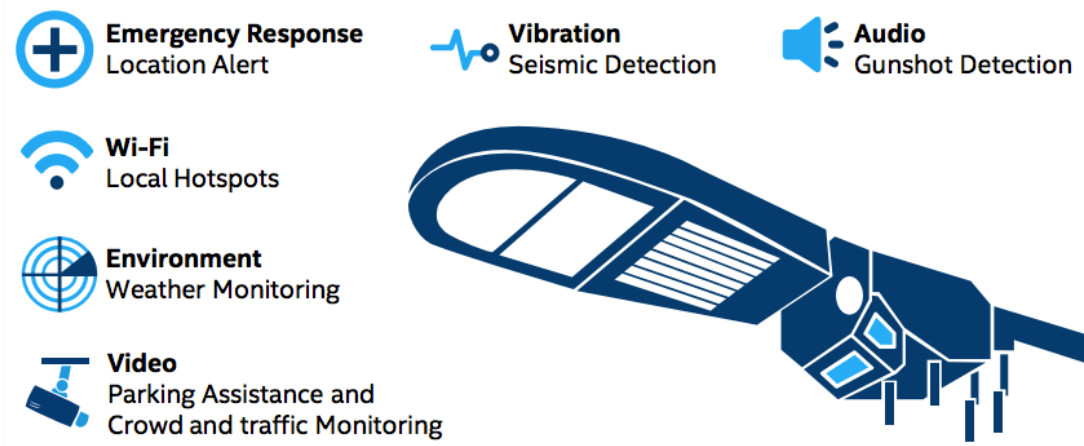 Emergency Response
Location Alert
Vibration
Seismic Detection
Audio
Gunshot Detection
Wi-Fi
Local Hotspots
Environment
Weather Monitoring
Video
Parking Assistance and
Crowd and traffic Monitoring